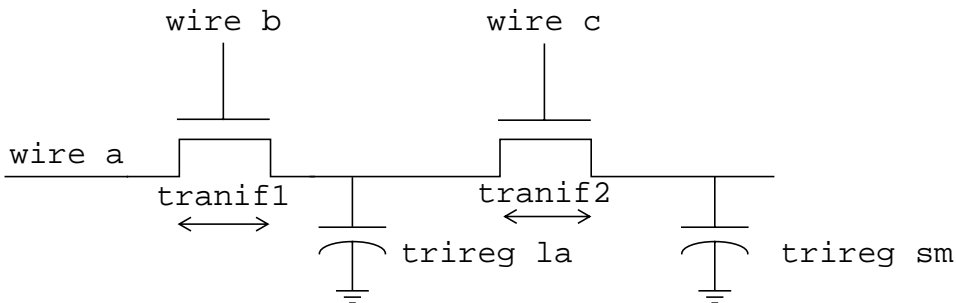 wire b
wire c
wire a
tranif1
tranif2
trireg la
trireg sm